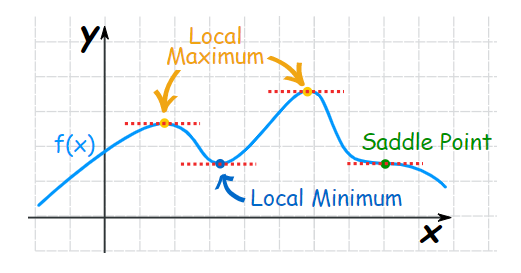 y
Local
Maximum
f(x)
Saddle Point
Local Minimum
x